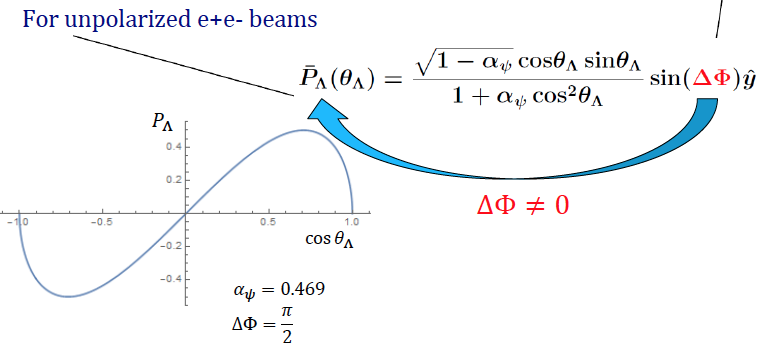 For unpolarized e+e- beams
P̄_Λ(θ_Λ) = √(1 − α_ψ) cosθ_Λ sinθ_Λ / (1 + α_ψ cos²θ_Λ) sin(ΔΦ)ŷ
P_Λ
0.4
0.2
-1.0 -0.5 0.5 1.0
-0.2
-0.4
cos θ_Λ
ΔΦ ≠ 0
α_ψ = 0.469
ΔΦ = π/2